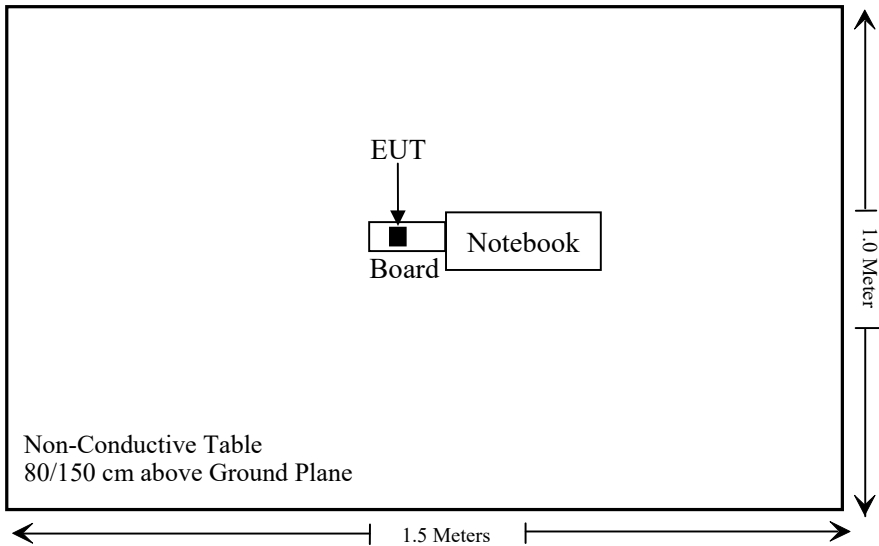 EUT
Notebook
Board
1.0 Meter
Non-Conductive Table
80/150 cm above Ground Plane
1.5 Meters